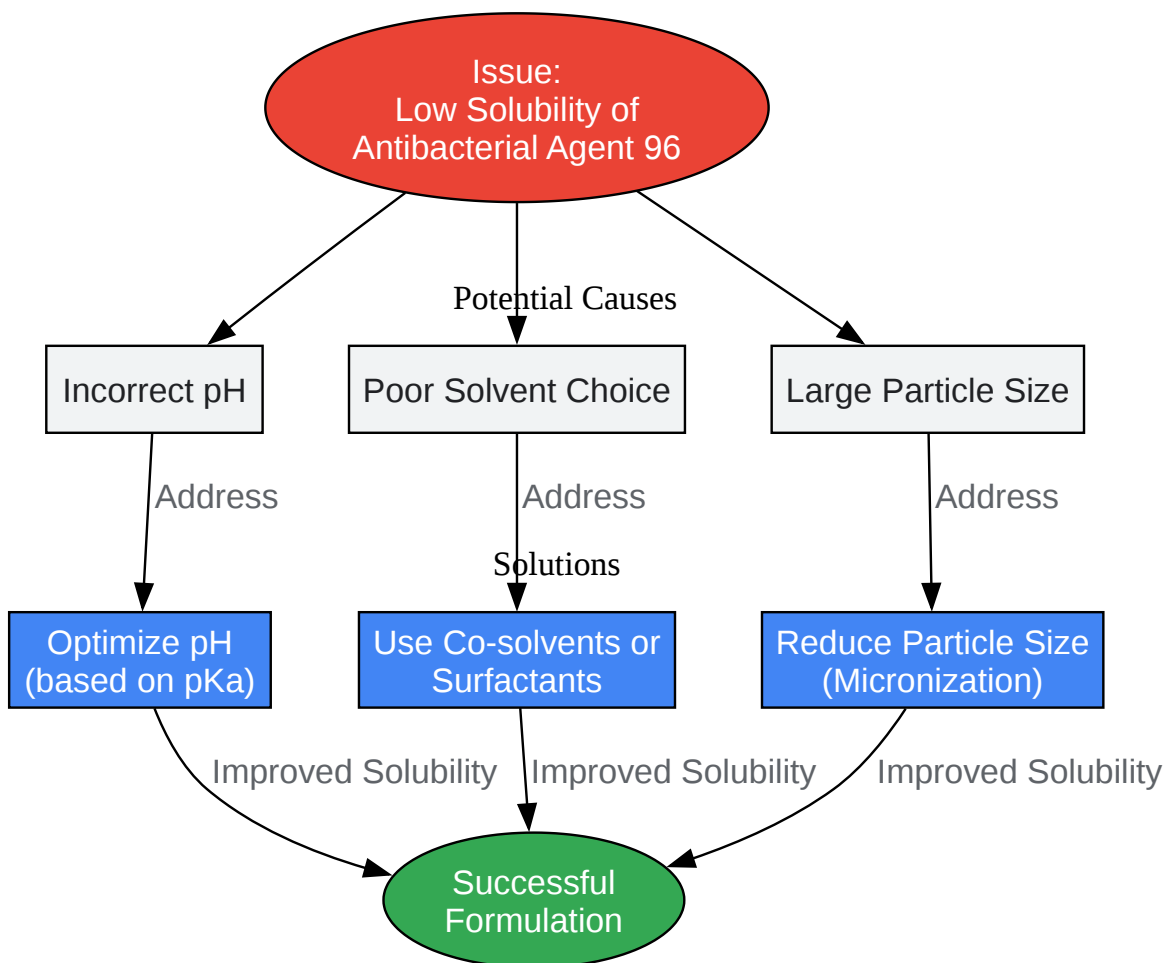 Issue:
Low Solubility of
Antibacterial Agent 96
Potential Causes
Incorrect pH
Poor Solvent Choice
Large Particle Size
Address
Address
Address
Solutions
Optimize pH
(based on pKa)
Use Co-solvents or
Surfactants
Reduce Particle Size
(Micronization)
Improved Solubility
Improved Solubility
Improved Solubility
Successful
Formulation